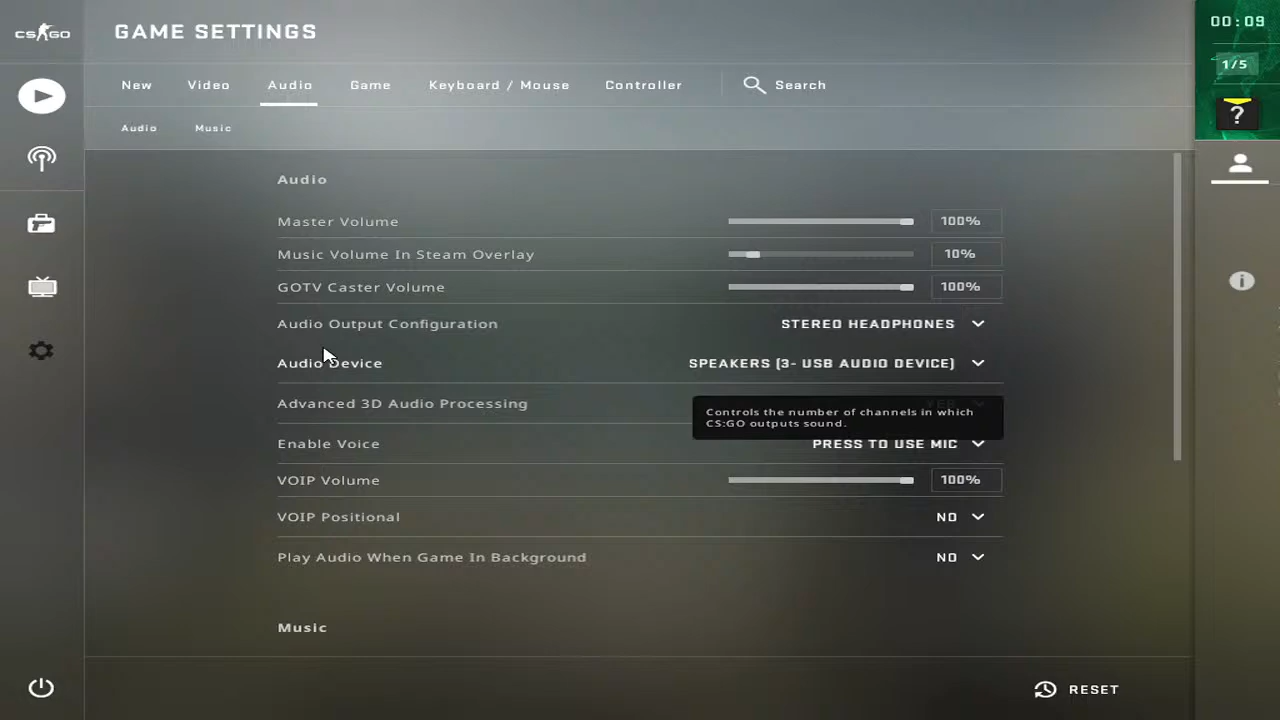 CS:GO
GAME SETTINGS
00:09
1/5
?
New Video Audio Game Keyboard / Mouse Controller Search
Audio Music
Audio
Master Volume 100%
Music Volume In Steam Overlay 10%
GOTV Caster Volume 100%
Audio Output Configuration STEREO HEADPHONES
Audio Device SPEAKERS (3- USB AUDIO DEVICE)
Advanced 3D Audio Processing
Controls the number of channels in which
CS:GO outputs sound.
Enable Voice PRESS TO USE MIC
VOIP Volume 100%
VOIP Positional NO
Play Audio When Game In Background NO
Music
RESET